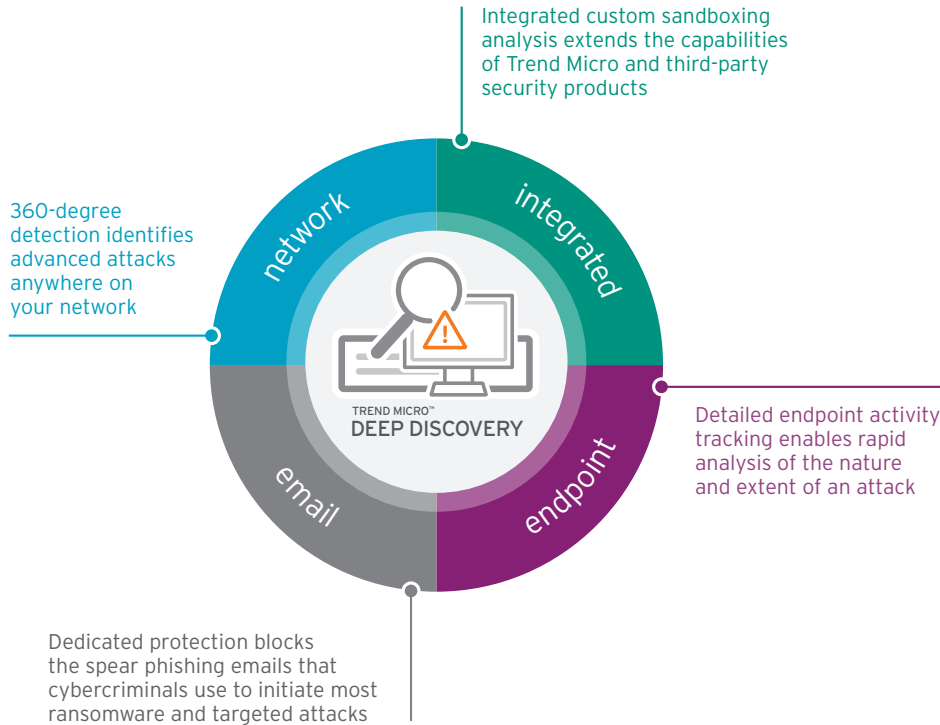 Integrated custom sandboxing
analysis extends the capabilities
of Trend Micro and third-party
security products
360-degree
detection identifies
advanced attacks
anywhere on
your network
network
integrated
TREND MICRO™
DEEP DISCOVERY
email
endpoint
Detailed endpoint activity
tracking enables rapid
analysis of the nature
and extent of an attack
Dedicated protection blocks
the spear phishing emails that
cybercriminals use to initiate most
ransomware and targeted attacks